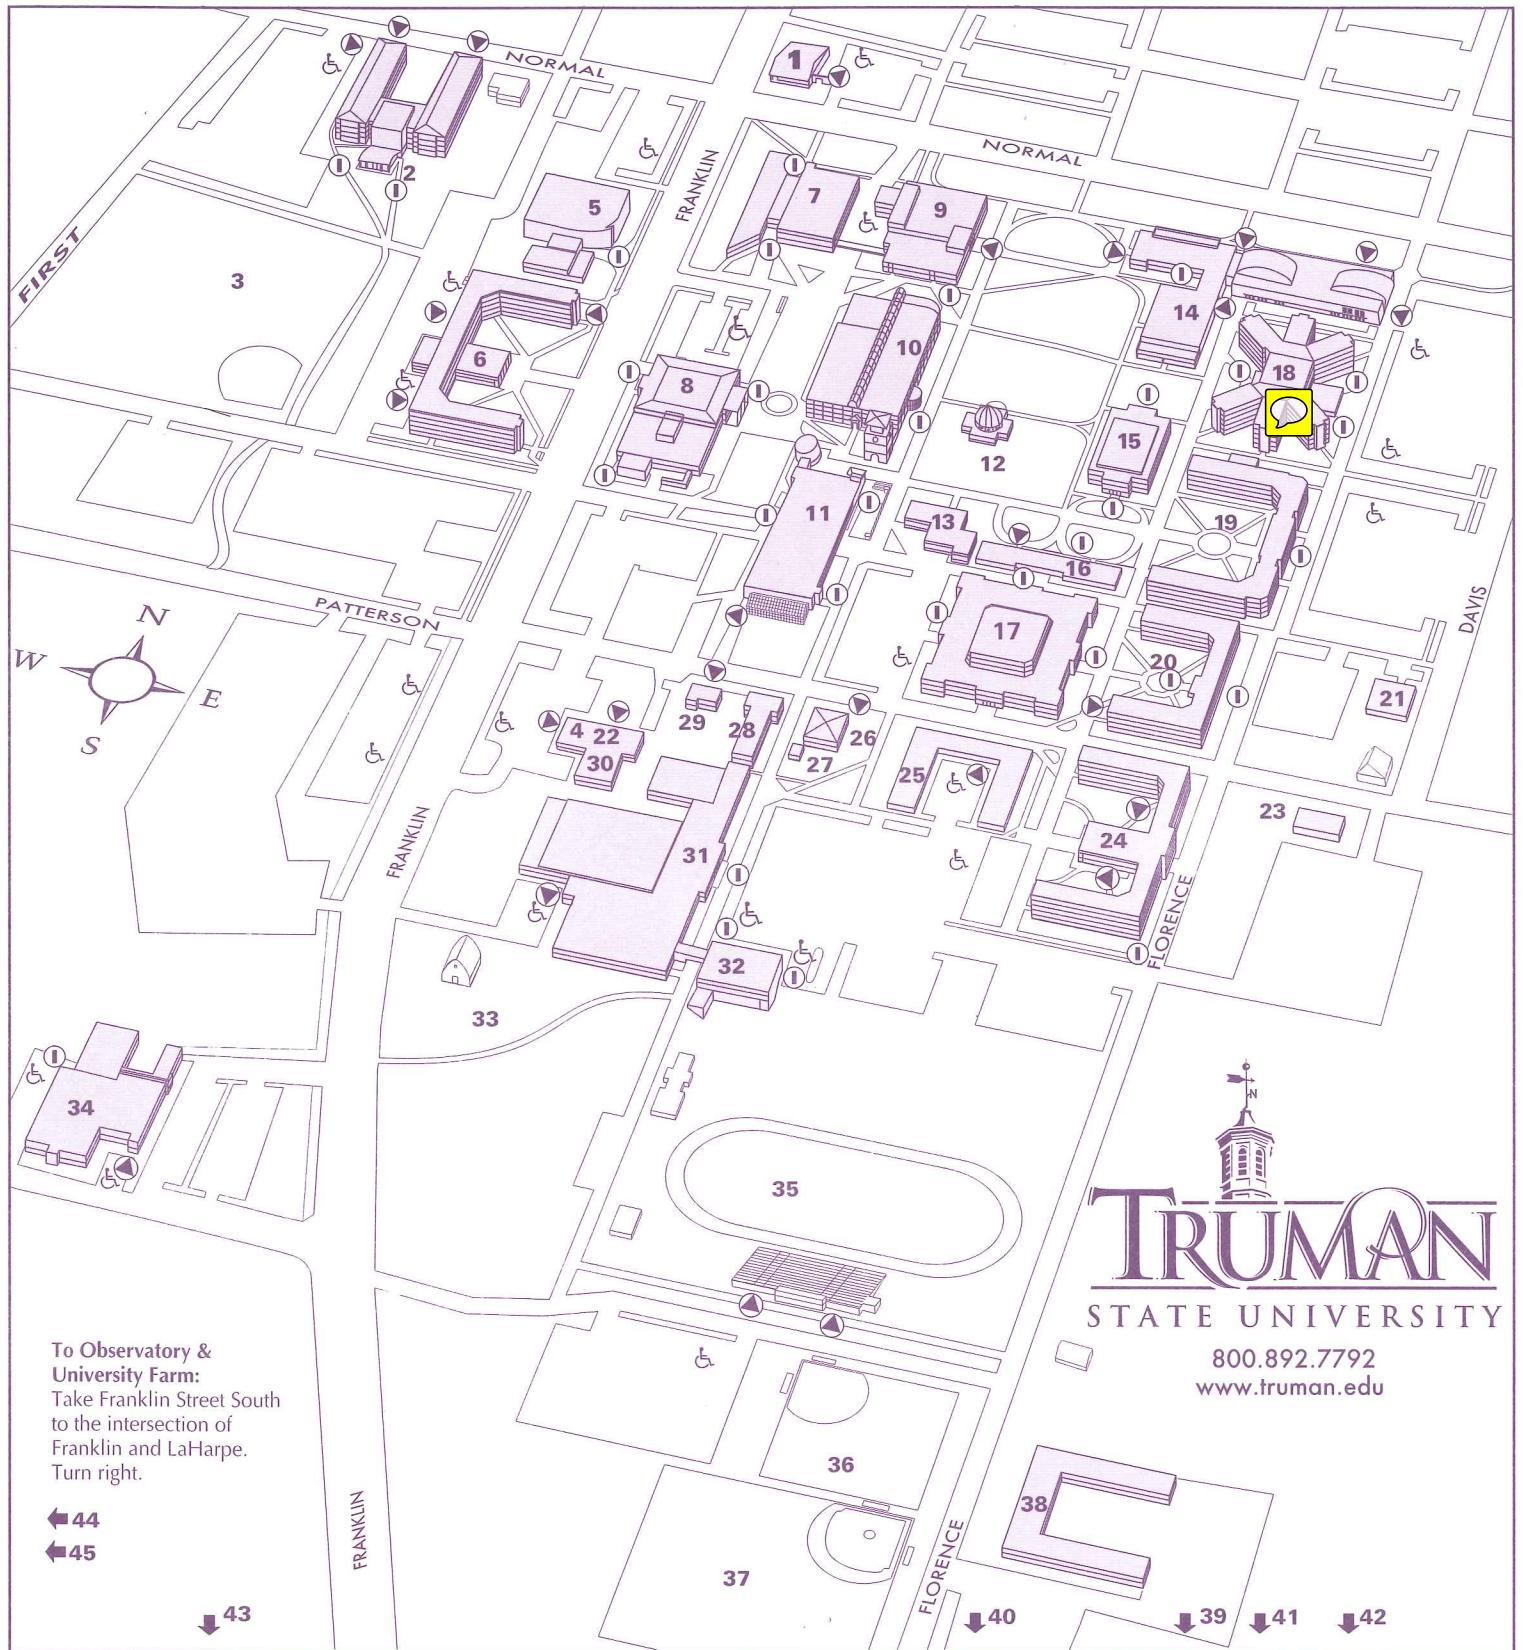 1
NORMAL
2
NORMAL
FRANKLIN
5
7
9
FIRST
3
14
6
8
10
18
15
12
11
13
19
16
DAVIS
PATTERSON
17
N
W
E
S
20
21
29
28
4
22
26
30
27
25
23
24
FRANKLIN
31
FLORENCE
32
33
34
N
35
TRUMAN
STATE UNIVERSITY
800.892.7792
www.truman.edu
To Observatory &
University Farm:
Take Franklin Street South
to the intersection of
Franklin and LaHarpe.
Turn right.
36
38
44
45
FRANKLIN
FLORENCE
37
43
40
39
41
42